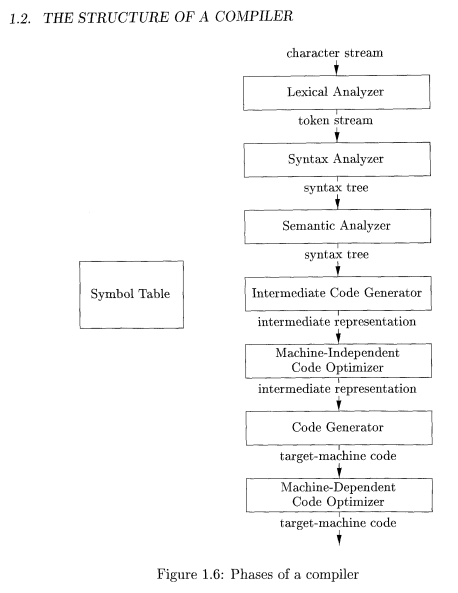 1.2. THE STRUCTURE OF A COMPILER
character stream
Lexical Analyzer
token stream
Syntax Analyzer
syntax tree
Semantic Analyzer
syntax tree
Symbol Table
Intermediate Code Generator
intermediate representation
Machine-Independent
Code Optimizer
intermediate representation
Code Generator
target-machine code
Machine-Dependent
Code Optimizer
target-machine code
Figure 1.6: Phases of a compiler